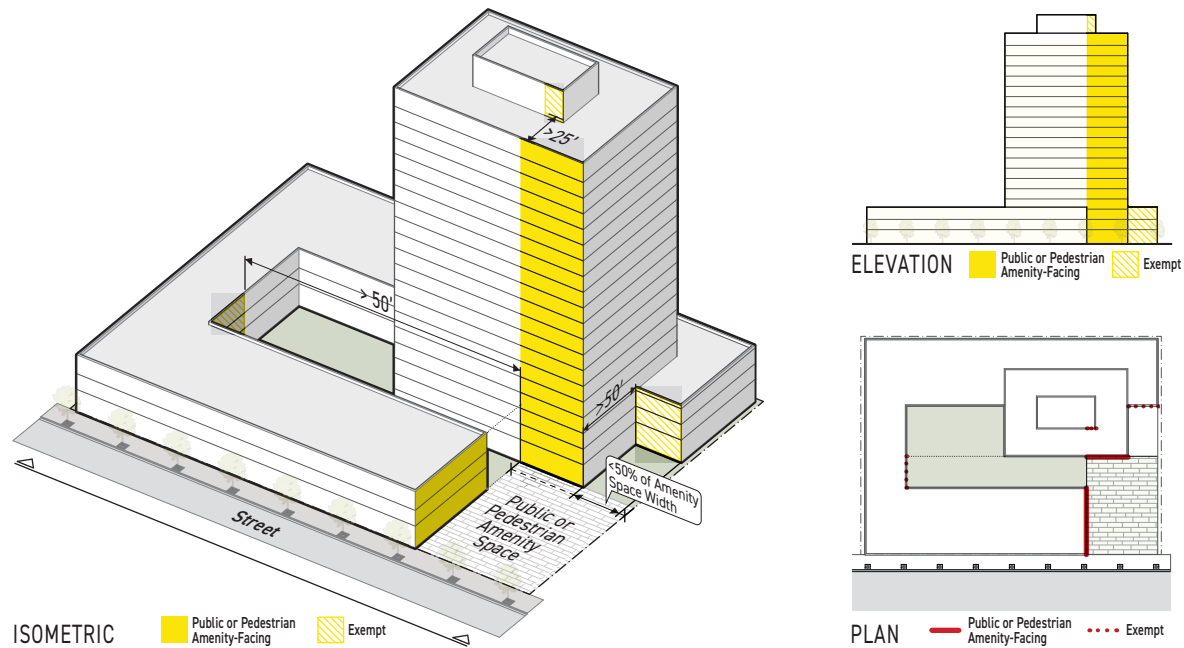 >25'
> 50'
>50'
<50% of Amenity
Space Width
Public or
Pedestrian
Amenity
Space
Street
ISOMETRIC
Public or Pedestrian
Amenity-Facing
Exempt
ELEVATION
Public or Pedestrian
Amenity-Facing
Exempt
PLAN
Public or Pedestrian
Amenity-Facing
Exempt